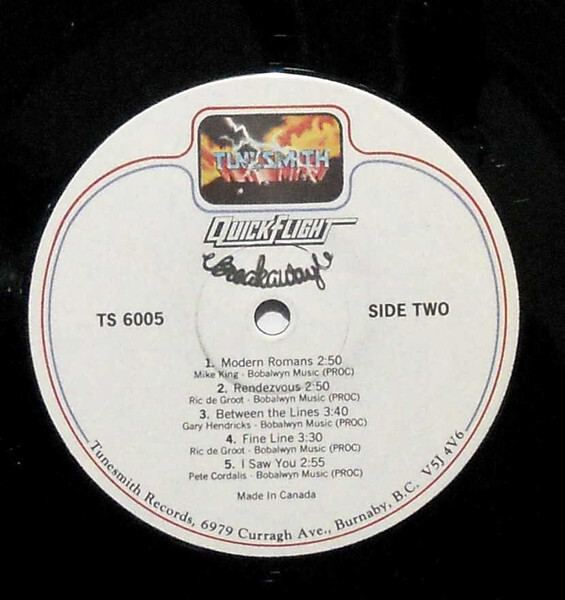 TUNESMITH
QUICKFLIGHT
"Breakaway"
TS 6005
SIDE TWO
1. Modern Romans 2:50
Mike King - Bobalwyn Music (PROC)
2. Rendezvous 2:50
Ric de Groot - Bobalwyn Music (PROC)
3. Between the Lines 3:40
Gary Hendricks - Bobalwyn Music (PROC)
4. Fine Line 3:30
Ric de Groot - Bobalwyn Music (PROC)
5. I Saw You 2:55
Pete Cordalis - Bobalwyn Music (PROC)
Made In Canada
Tunesmith Records, 6979 Curragh Ave., Burnaby, B.C. V5J 4V6